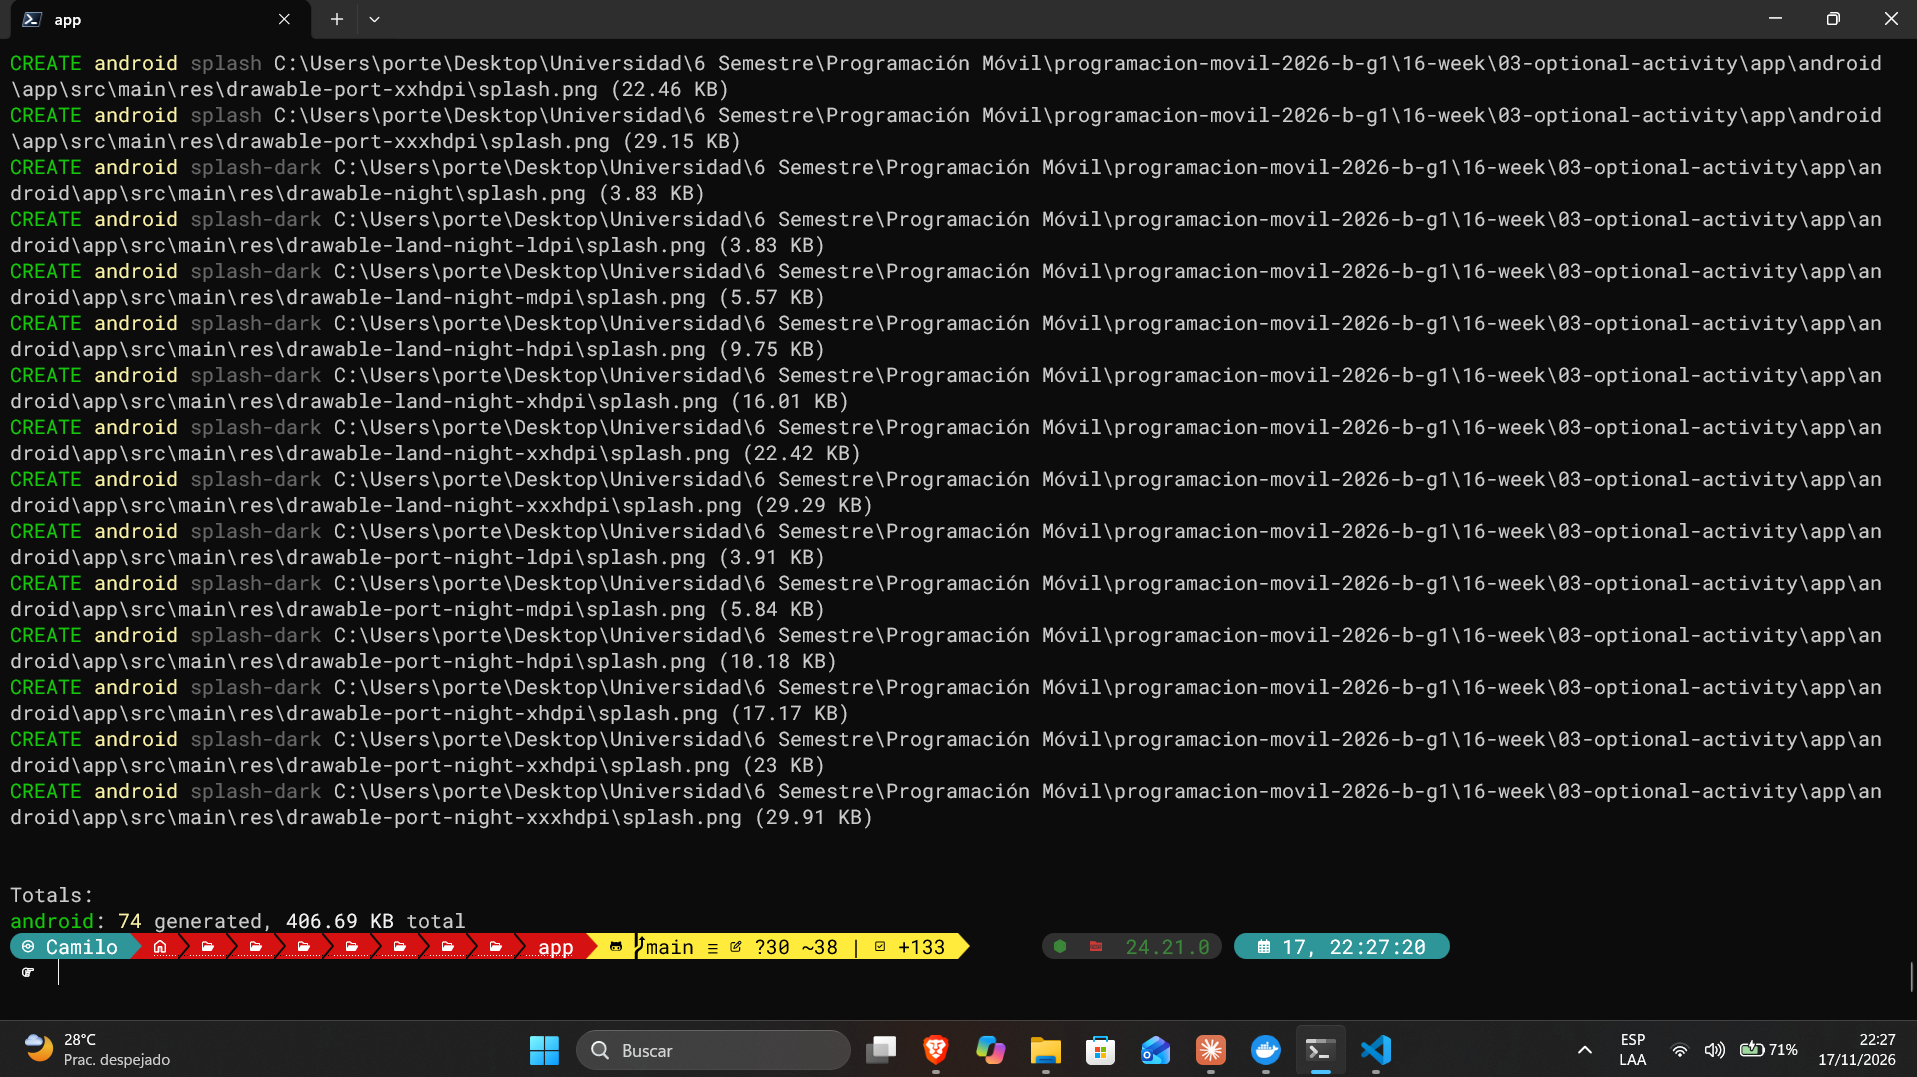 app
CREATE android splash C:\Users\porte\Desktop\Universidad\6 Semestre\Programación Móvil\programacion-movil-2026-b-g1\16-week\03-optional-activity\app\android
\app\src\main\res\drawable-port-xxhdpi\splash.png (22.46 KB)
CREATE android splash C:\Users\porte\Desktop\Universidad\6 Semestre\Programación Móvil\programacion-movil-2026-b-g1\16-week\03-optional-activity\app\android
\app\src\main\res\drawable-port-xxxhdpi\splash.png (29.15 KB)
CREATE android splash-dark C:\Users\porte\Desktop\Universidad\6 Semestre\Programación Móvil\programacion-movil-2026-b-g1\16-week\03-optional-activity\app\an
droid\app\src\main\res\drawable-night\splash.png (3.83 KB)
CREATE android splash-dark C:\Users\porte\Desktop\Universidad\6 Semestre\Programación Móvil\programacion-movil-2026-b-g1\16-week\03-optional-activity\app\an
droid\app\src\main\res\drawable-land-night-ldpi\splash.png (3.83 KB)
CREATE android splash-dark C:\Users\porte\Desktop\Universidad\6 Semestre\Programación Móvil\programacion-movil-2026-b-g1\16-week\03-optional-activity\app\an
droid\app\src\main\res\drawable-land-night-mdpi\splash.png (5.57 KB)
CREATE android splash-dark C:\Users\porte\Desktop\Universidad\6 Semestre\Programación Móvil\programacion-movil-2026-b-g1\16-week\03-optional-activity\app\an
droid\app\src\main\res\drawable-land-night-hdpi\splash.png (9.75 KB)
CREATE android splash-dark C:\Users\porte\Desktop\Universidad\6 Semestre\Programación Móvil\programacion-movil-2026-b-g1\16-week\03-optional-activity\app\an
droid\app\src\main\res\drawable-land-night-xhdpi\splash.png (16.01 KB)
CREATE android splash-dark C:\Users\porte\Desktop\Universidad\6 Semestre\Programación Móvil\programacion-movil-2026-b-g1\16-week\03-optional-activity\app\an
droid\app\src\main\res\drawable-land-night-xxhdpi\splash.png (22.42 KB)
CREATE android splash-dark C:\Users\porte\Desktop\Universidad\6 Semestre\Programación Móvil\programacion-movil-2026-b-g1\16-week\03-optional-activity\app\an
droid\app\src\main\res\drawable-land-night-xxxhdpi\splash.png (29.29 KB)
CREATE android splash-dark C:\Users\porte\Desktop\Universidad\6 Semestre\Programación Móvil\programacion-movil-2026-b-g1\16-week\03-optional-activity\app\an
droid\app\src\main\res\drawable-port-night-ldpi\splash.png (3.91 KB)
CREATE android splash-dark C:\Users\porte\Desktop\Universidad\6 Semestre\Programación Móvil\programacion-movil-2026-b-g1\16-week\03-optional-activity\app\an
droid\app\src\main\res\drawable-port-night-mdpi\splash.png (5.84 KB)
CREATE android splash-dark C:\Users\porte\Desktop\Universidad\6 Semestre\Programación Móvil\programacion-movil-2026-b-g1\16-week\03-optional-activity\app\an
droid\app\src\main\res\drawable-port-night-hdpi\splash.png (10.18 KB)
CREATE android splash-dark C:\Users\porte\Desktop\Universidad\6 Semestre\Programación Móvil\programacion-movil-2026-b-g1\16-week\03-optional-activity\app\an
droid\app\src\main\res\drawable-port-night-xhdpi\splash.png (17.17 KB)
CREATE android splash-dark C:\Users\porte\Desktop\Universidad\6 Semestre\Programación Móvil\programacion-movil-2026-b-g1\16-week\03-optional-activity\app\an
droid\app\src\main\res\drawable-port-night-xxhdpi\splash.png (23 KB)
CREATE android splash-dark C:\Users\porte\Desktop\Universidad\6 Semestre\Programación Móvil\programacion-movil-2026-b-g1\16-week\03-optional-activity\app\an
droid\app\src\main\res\drawable-port-night-xxxhdpi\splash.png (29.91 KB)
Totals:
android: 74 generated, 406.69 KB total
Camilo app main ≡ ?30 ~38 | +133 24.21.0 17, 22:27:20
28°C
Prac. despejado
Buscar
ESP
LAA
71%
22:27
17/11/2026